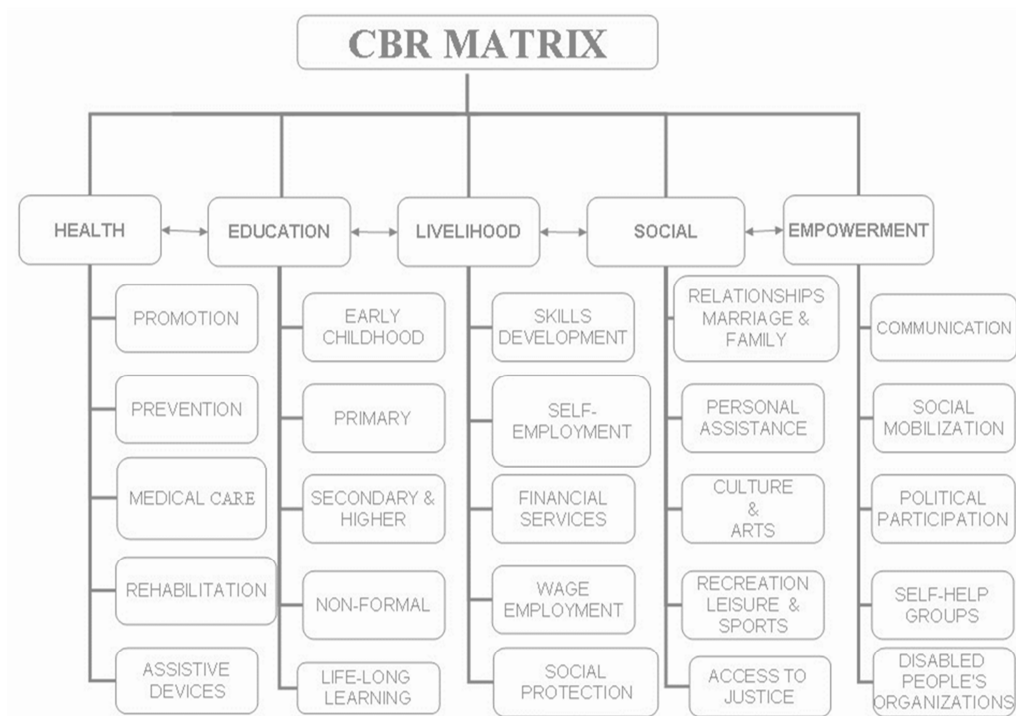 CBR MATRIX
HEALTH
EDUCATION
LIVELIHOOD
SOCIAL
EMPOWERMENT
PROMOTION
PREVENTION
MEDICAL CARE
REHABILITATION
ASSISTIVE
DEVICES
EARLY
CHILDHOOD
PRIMARY
SECONDARY &
HIGHER
NON-FORMAL
LIFE-LONG
LEARNING
SKILLS
DEVELOPMENT
SELF-
EMPLOYMENT
FINANCIAL
SERVICES
WAGE
EMPLOYMENT
SOCIAL
PROTECTION
RELATIONSHIPS
MARRIAGE &
FAMILY
PERSONAL
ASSISTANCE
CULTURE
&
ARTS
RECREATION
LEISURE &
SPORTS
ACCESS TO
JUSTICE
COMMUNICATION
SOCIAL
MOBILIZATION
POLITICAL
PARTICIPATION
SELF-HELP
GROUPS
DISABLED
PEOPLE'S
ORGANIZATIONS